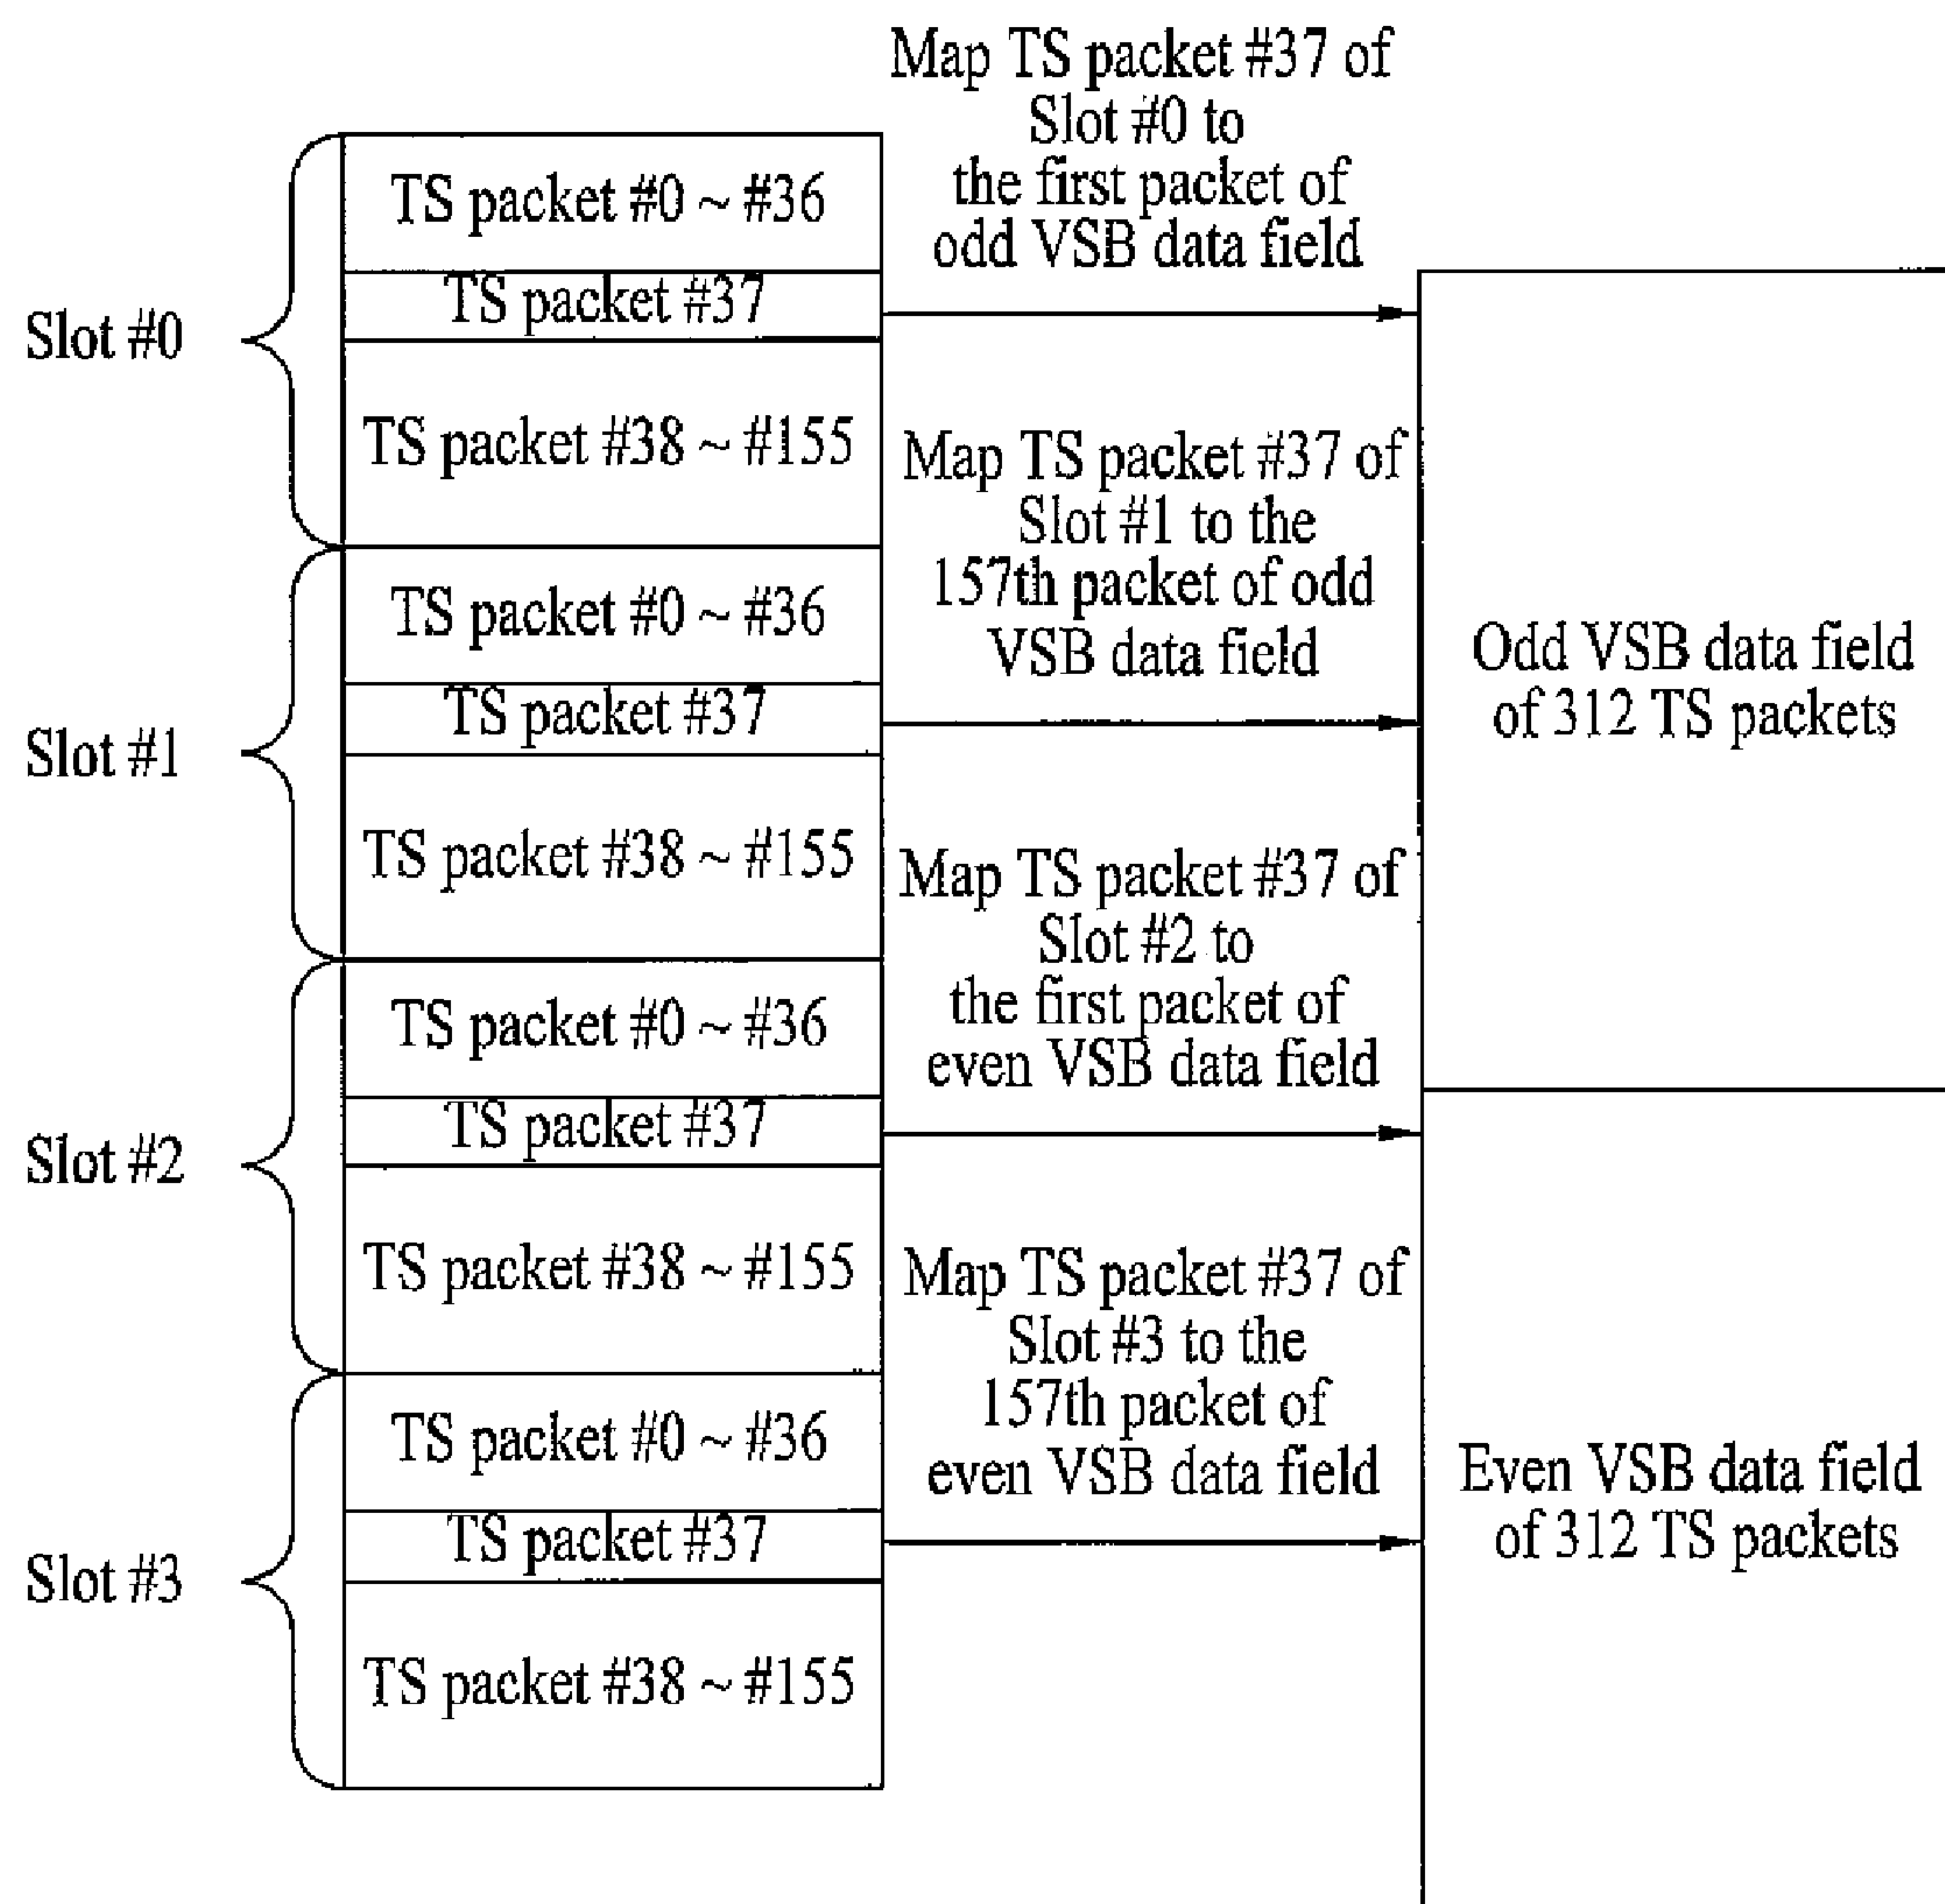 Slot #0
TS packet #0 ~ #36
TS packet #37
TS packet #38 ~ #155
Map TS packet #37 of
Slot #0 to
the first packet of
odd VSB data field
Slot #1
TS packet #0 ~ #36
TS packet #37
TS packet #38 ~ #155
Map TS packet #37 of
Slot #1 to the
157th packet of odd
VSB data field
Odd VSB data field
of 312 TS packets
Slot #2
TS packet #0 ~ #36
TS packet #37
TS packet #38 ~ #155
Map TS packet #37 of
Slot #2 to
the first packet of
even VSB data field
Slot #3
TS packet #0 ~ #36
TS packet #37
TS packet #38 ~ #155
Map TS packet #37 of
Slot #3 to the
157th packet of
even VSB data field
Even VSB data field
of 312 TS packets